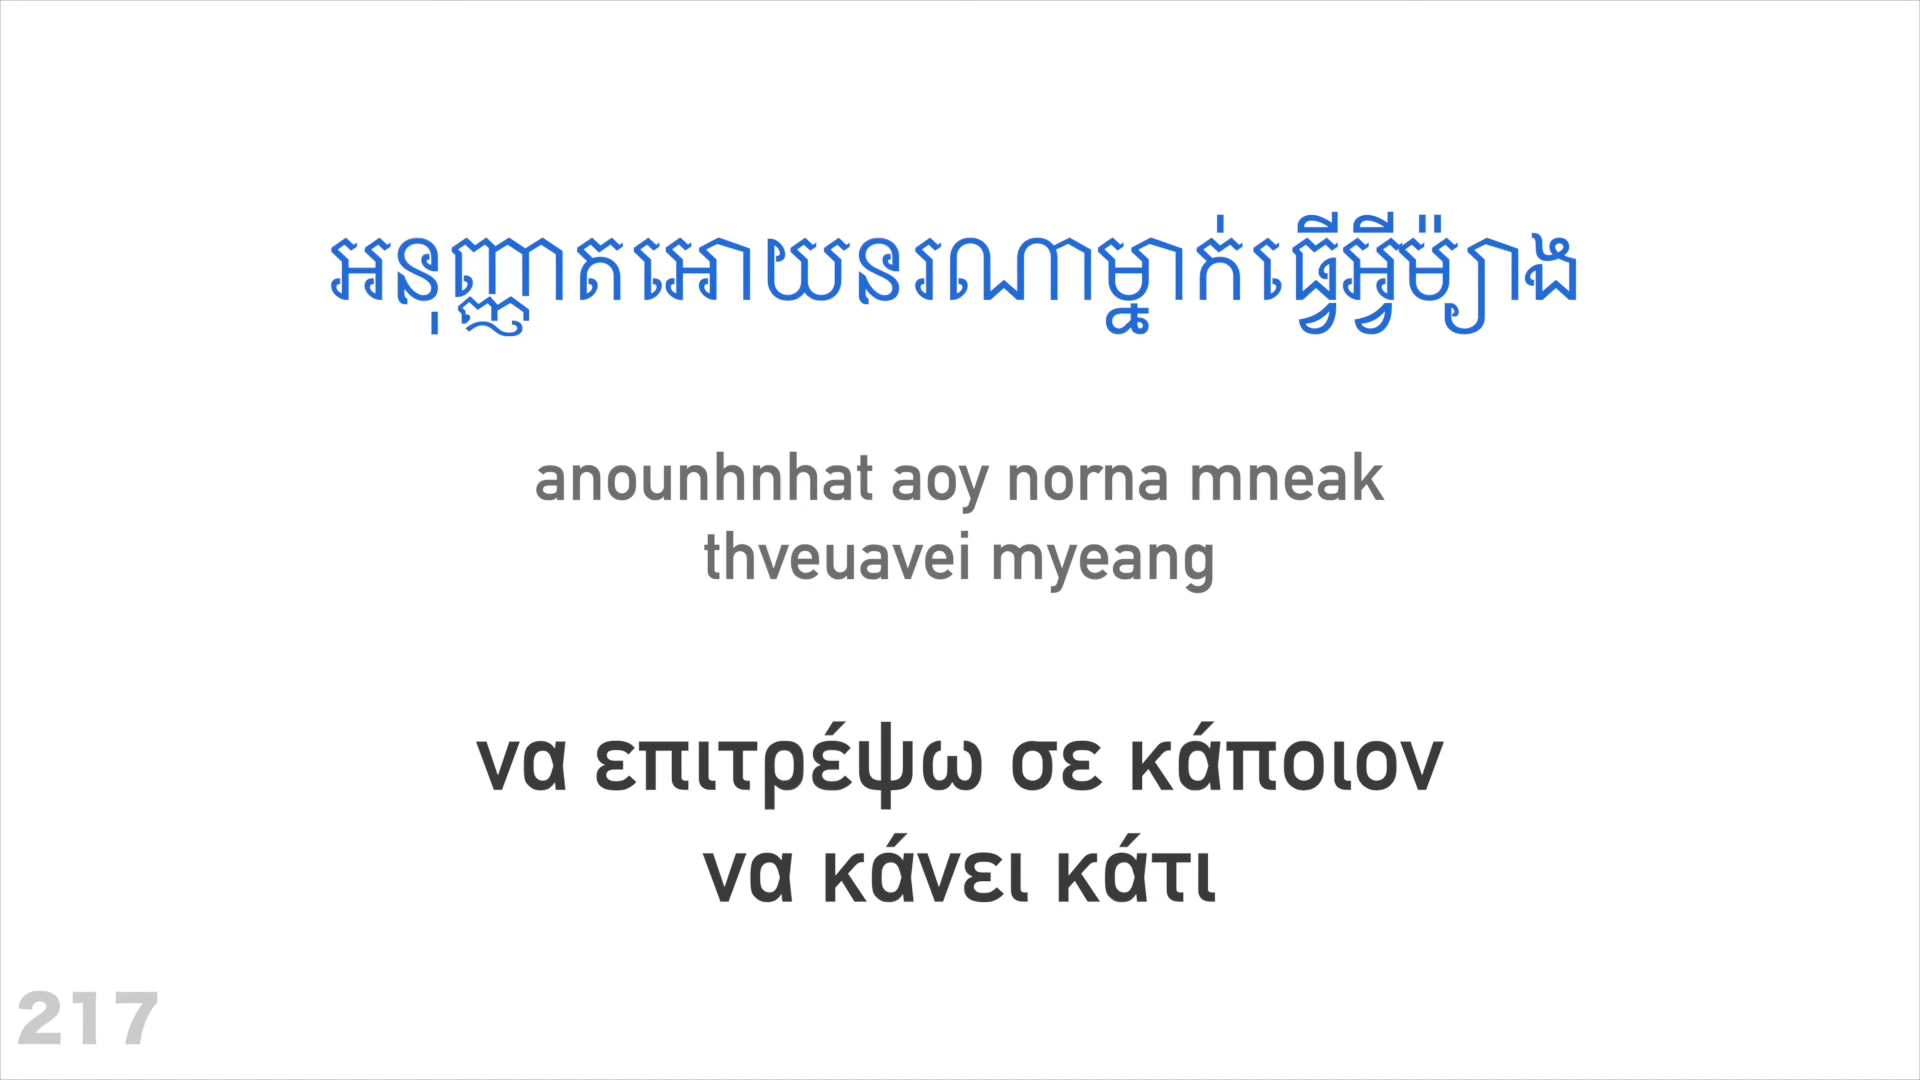 អនុញ្ញាតអោយនរណាម្នាក់ធ្វើអ្វីម៉្យាង
anounhnhat aoy norna mneak
thveuavei myeang
να επιτρέψω σε κάποιον
να κάνει κάτι
217